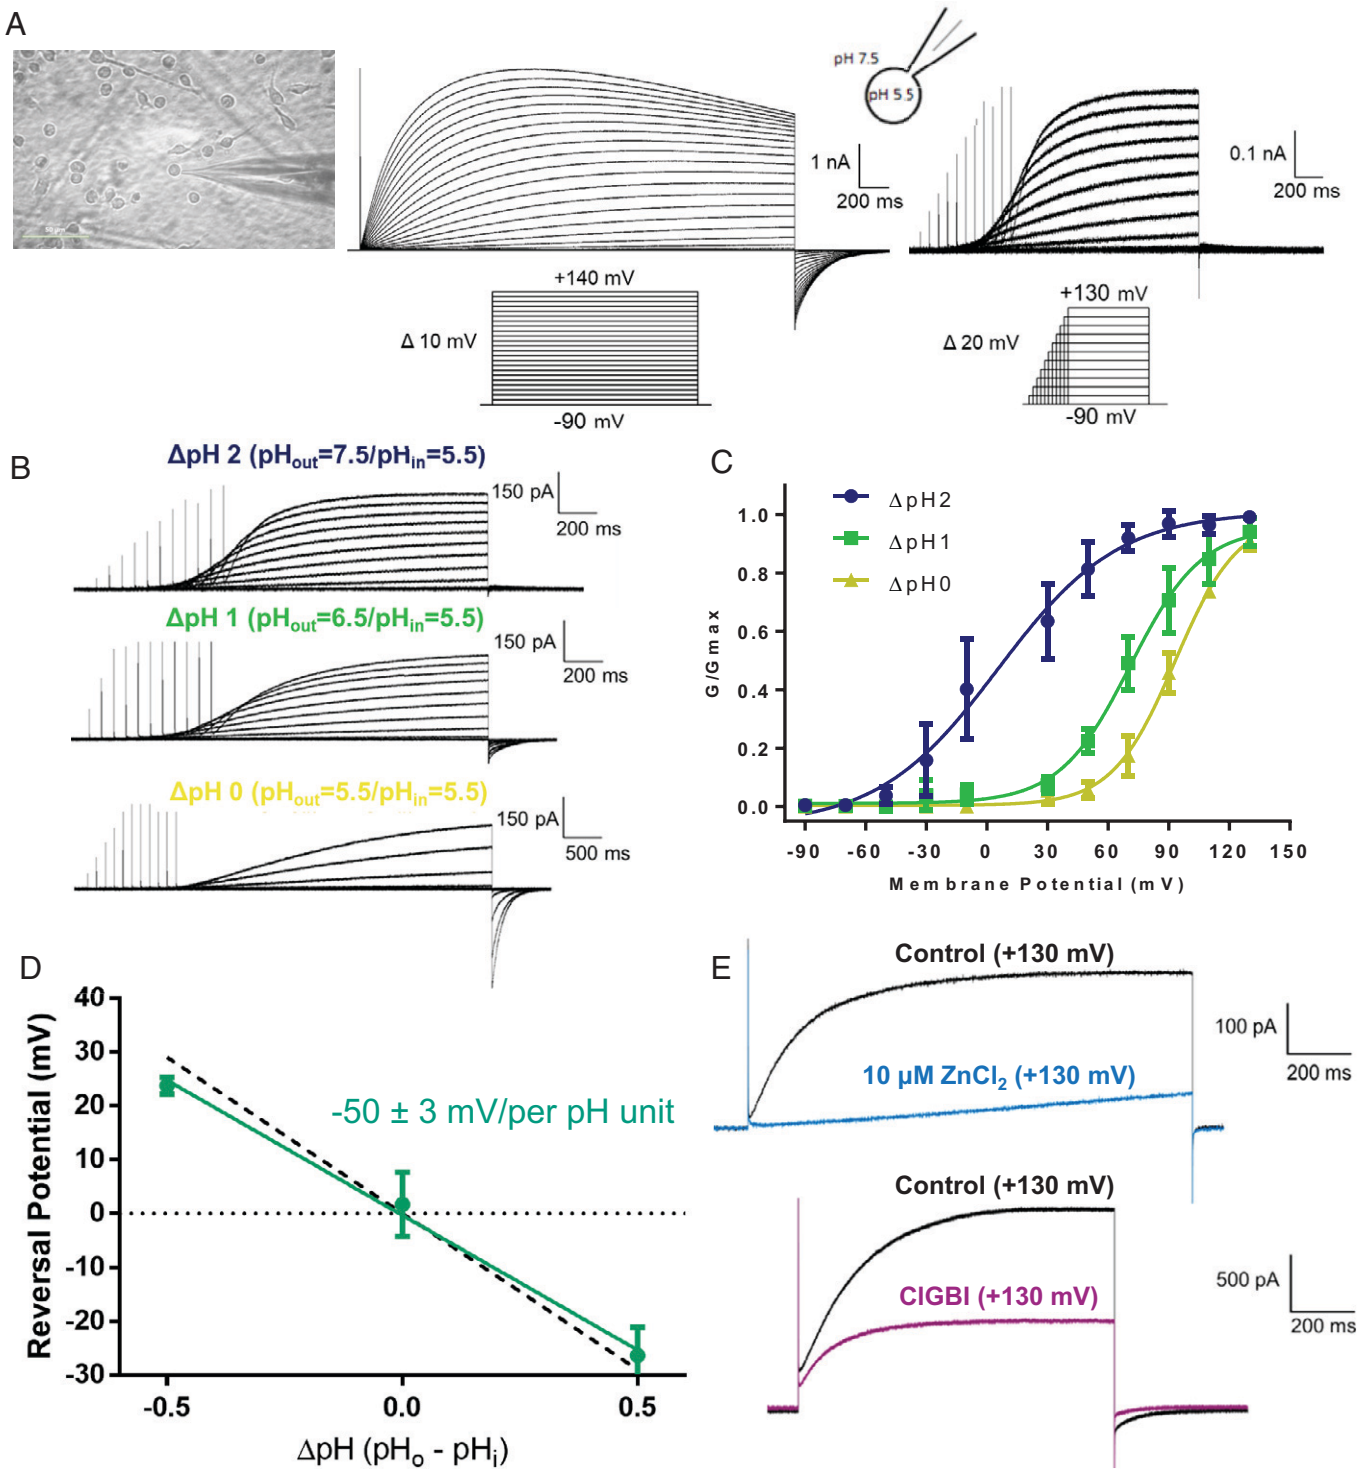 A
50 µm
pH 7.5
pH 5.5
1 nA
200 ms
0.1 nA
200 ms
+140 mV
Δ 10 mV
-90 mV
+130 mV
Δ 20 mV
-90 mV
B
ΔpH 2 (pHout=7.5/pHin=5.5)
150 pA
200 ms
ΔpH 1 (pHout=6.5/pHin=5.5)
150 pA
200 ms
ΔpH 0 (pHout=5.5/pHin=5.5)
150 pA
500 ms
C
ΔpH2
ΔpH1
ΔpH0
1.0
0.8
0.6
0.4
0.2
0.0
G/Gmax
-90 -60 -30 0 30 60 90 120 150
Membrane Potential (mV)
D
40
30
20
10
0
-10
-20
-30
Reversal Potential (mV)
-50 ± 3 mV/per pH unit
-0.5 0.0 0.5
ΔpH (pHo - pHi)
E
Control (+130 mV)
100 pA
200 ms
10 µM ZnCl2 (+130 mV)
Control (+130 mV)
500 pA
200 ms
ClGBI (+130 mV)